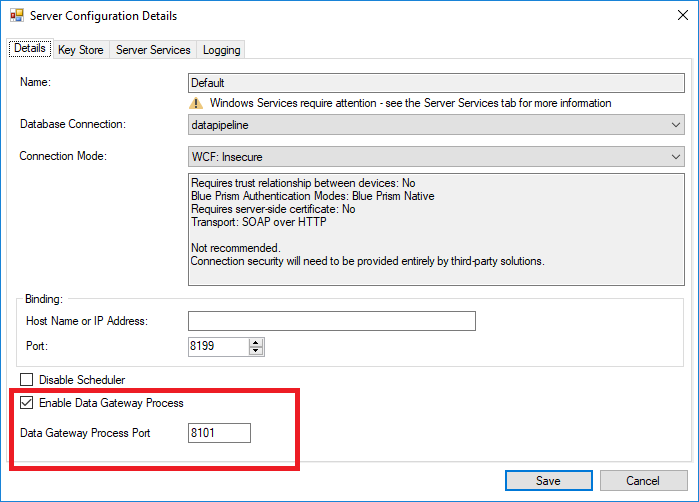 Server Configuration Details
Details Key Store Server Services Logging
Name: Default
Windows Services require attention - see the Server Services tab for more information
Database Connection: datapipeline
Connection Mode: WCF: Insecure
Requires trust relationship between devices: No
Blue Prism Authentication Modes: Blue Prism Native
Requires server-side certificate: No
Transport: SOAP over HTTP
Not recommended.
Connection security will need to be provided entirely by third-party solutions.
Binding:
Host Name or IP Address:
Port: 8199
Disable Scheduler
Enable Data Gateway Process
Data Gateway Process Port 8101
Save Cancel